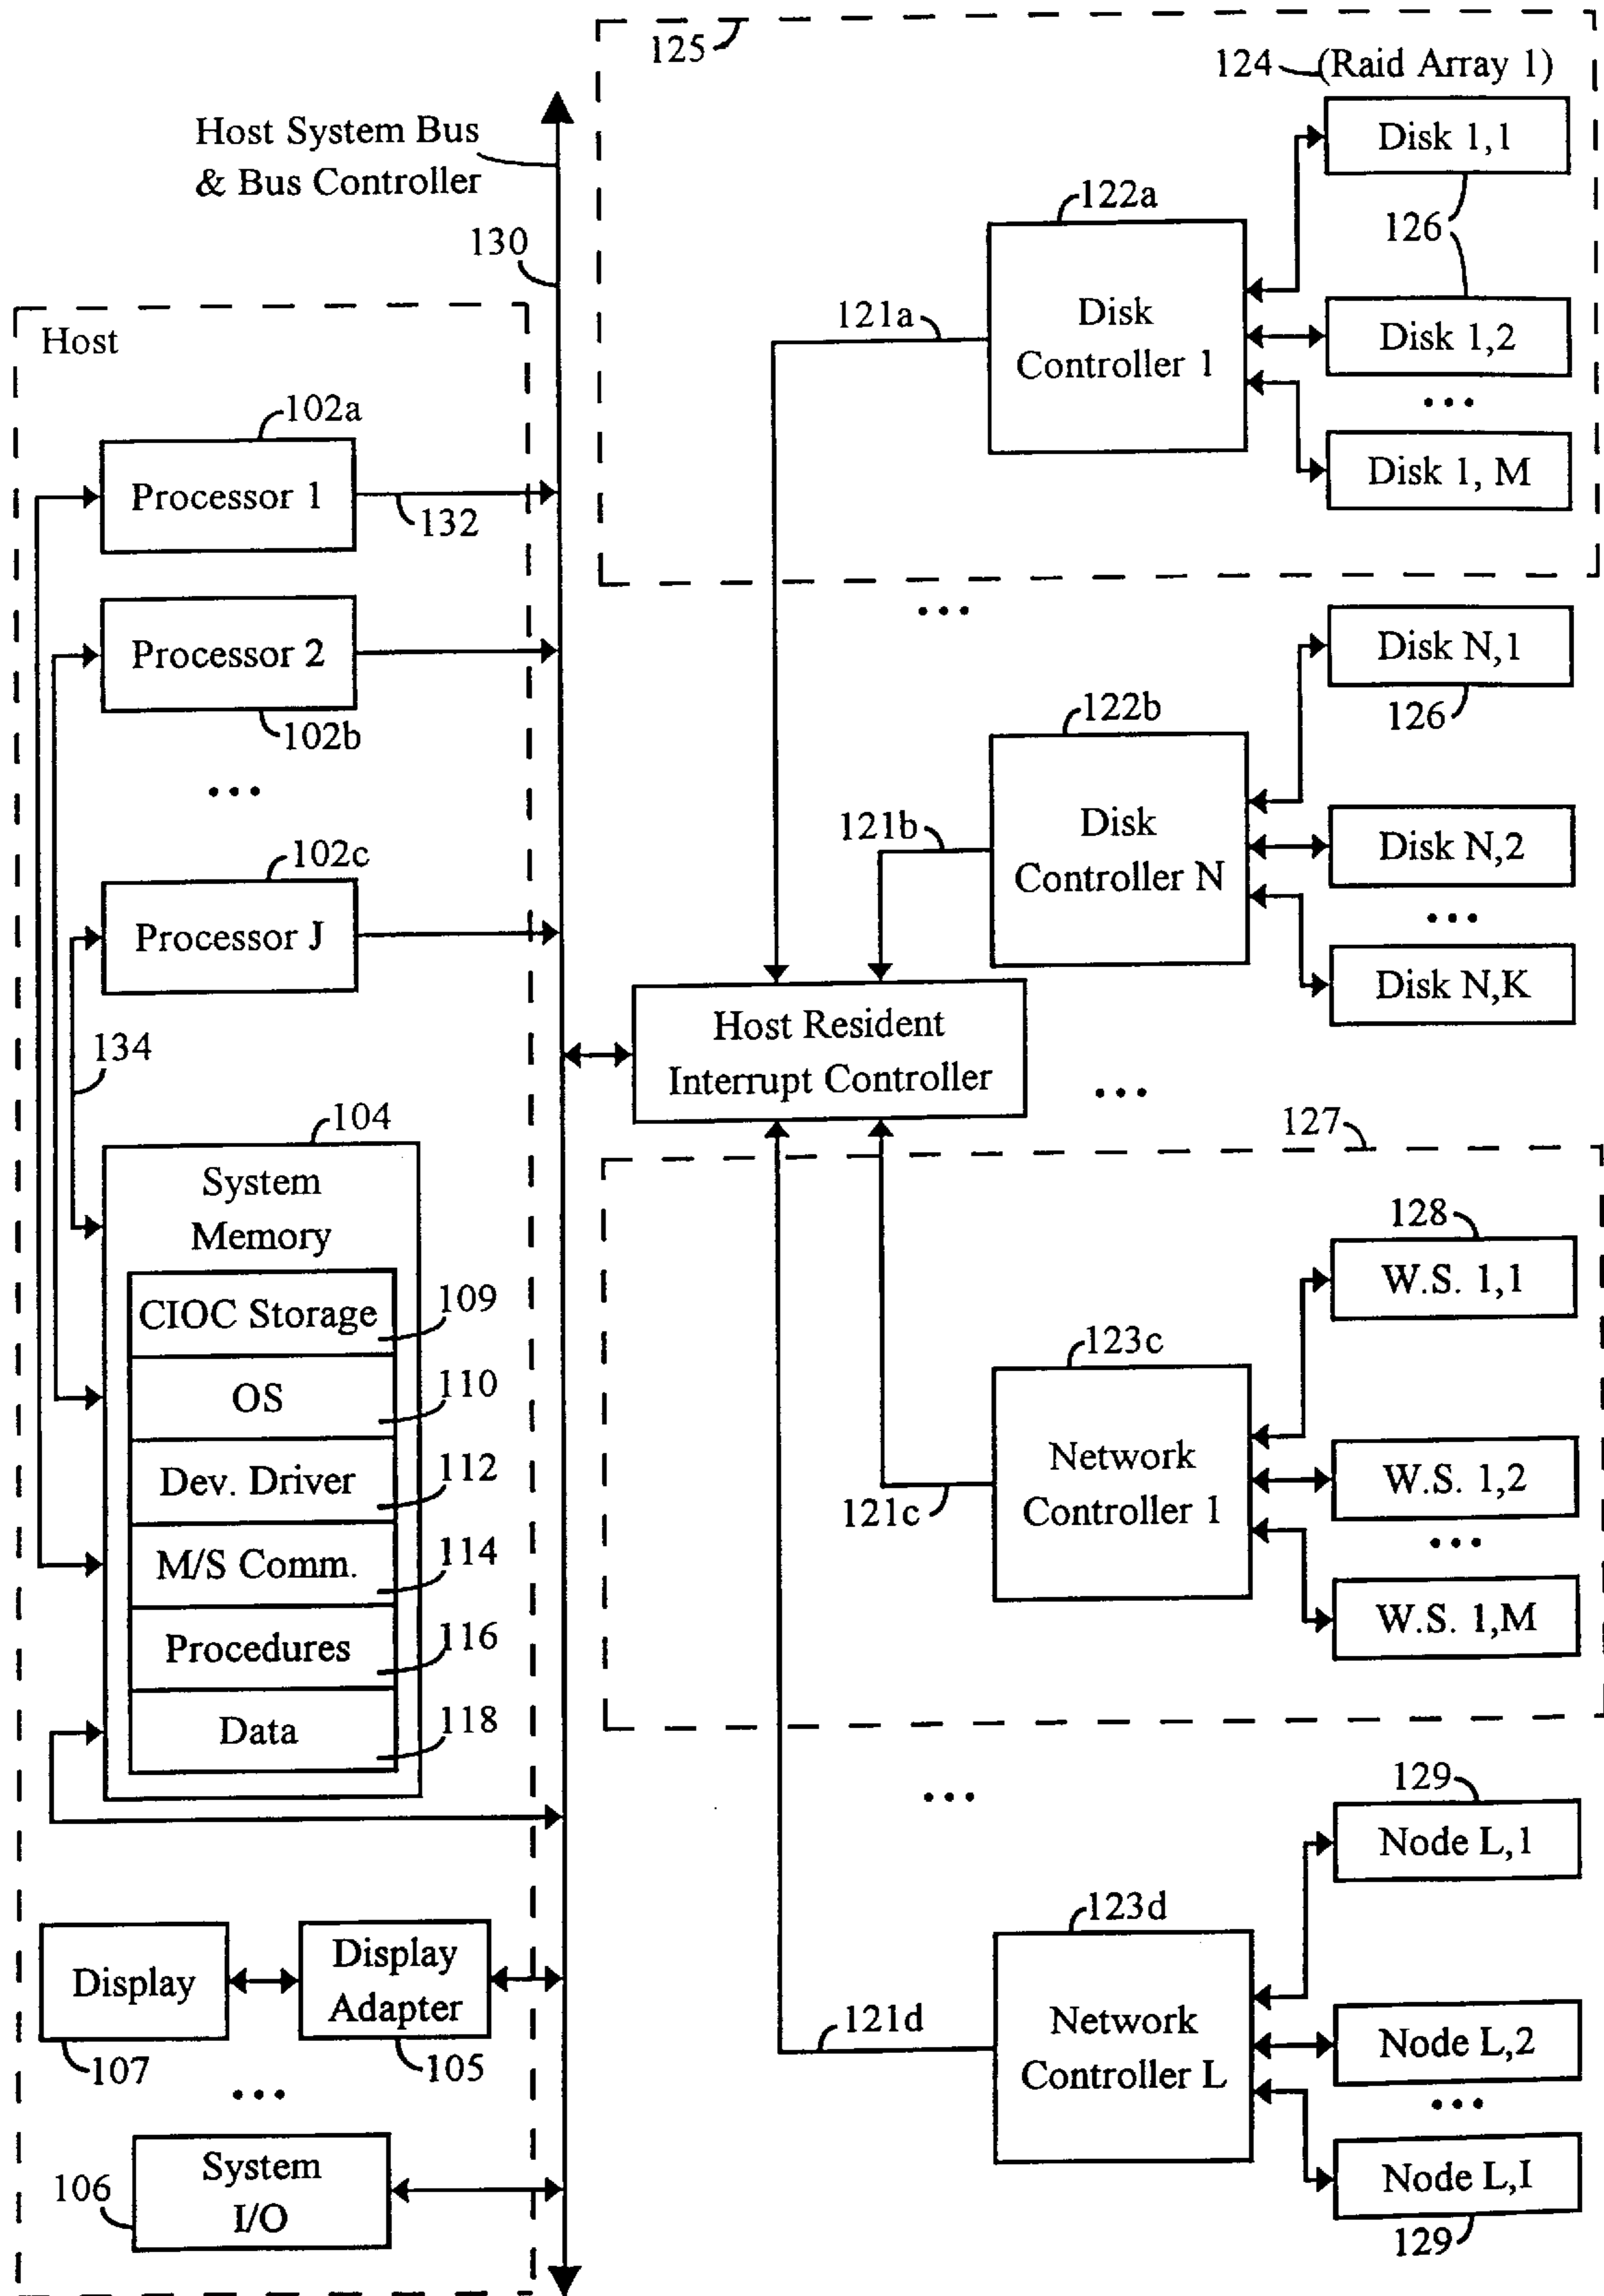 125
124
(Raid Array 1)
Host System Bus
& Bus Controller
130
Disk 1,1
126
Disk 1,2
...
Disk 1, M
122a
Disk
Controller 1
121a
Host
102a
Processor 1
132
Processor 2
102b
...
102c
Processor J
134
...
Disk N,1
126
Disk N,2
...
Disk N,K
122b
Disk
Controller N
121b
Host Resident
Interrupt Controller
...
104
System
Memory
CIOC Storage
109
OS
110
Dev. Driver
112
M/S Comm.
114
Procedures
116
Data
118
127
128
W.S. 1,1
W.S. 1,2
...
W.S. 1,M
123c
Network
Controller 1
121c
...
129
Node L,1
Node L,2
...
Node L,I
129
123d
Network
Controller L
121d
Display
107
Display
Adapter
105
...
System
I/O
106